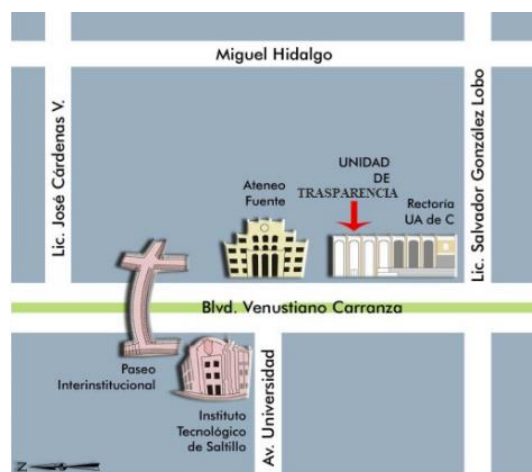 Miguel Hidalgo
Lic. José Cárdenas V.
Lic. Salvador González Lobo
UNIDAD
DE
TRASPARENCIA
Ateneo
Fuente
Rectoría
UA de C
Blvd. Venustiano Carranza
Paseo
Interinstitucional
Instituto
Tecnológico
de Saltillo
Av. Universidad
N